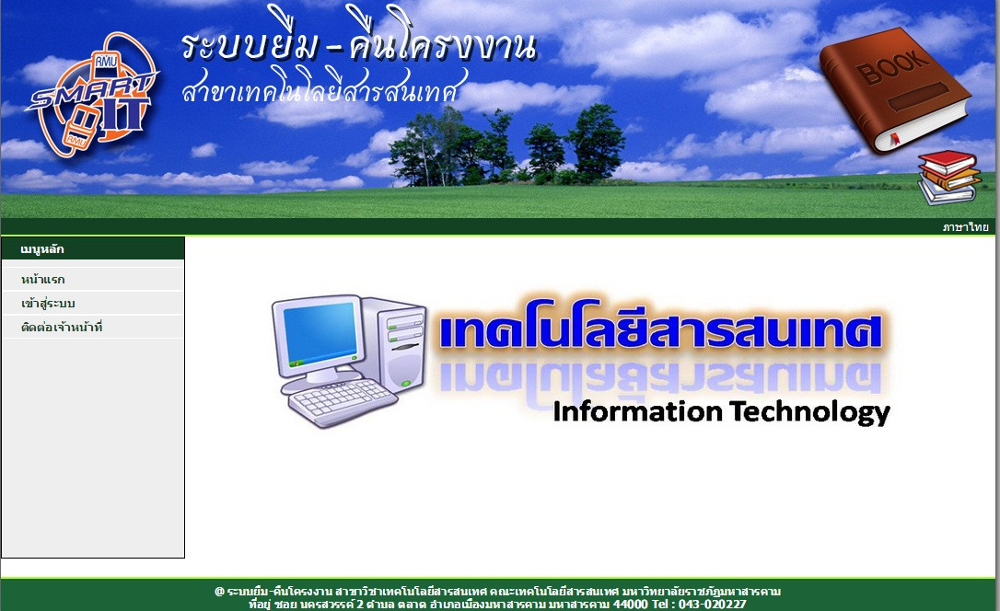 ระบบยืม - คืนโครงงาน
สาขาเทคโนโลยีสารสนเทศ
RMU
SMART
IT
RMU
BOOK
ภาษาไทย
เมนูหลัก
หน้าแรก
เข้าสู่ระบบ
ติดต่อเจ้าหน้าที่
เทคโนโลยีสารสนเทศ
Information Technology
@ ระบบยืม-คืนโครงงาน สาขาวิชาเทคโนโลยีสารสนเทศ คณะเทคโนโลยีสารสนเทศ มหาวิทยาลัยราชภัฏมหาสารคาม
ที่อยู่ ซอย นครสวรรค์ 2 ตำบล ตลาด อำเภอเมืองมหาสารคาม มหาสารคาม 44000 Tel : 043-020227